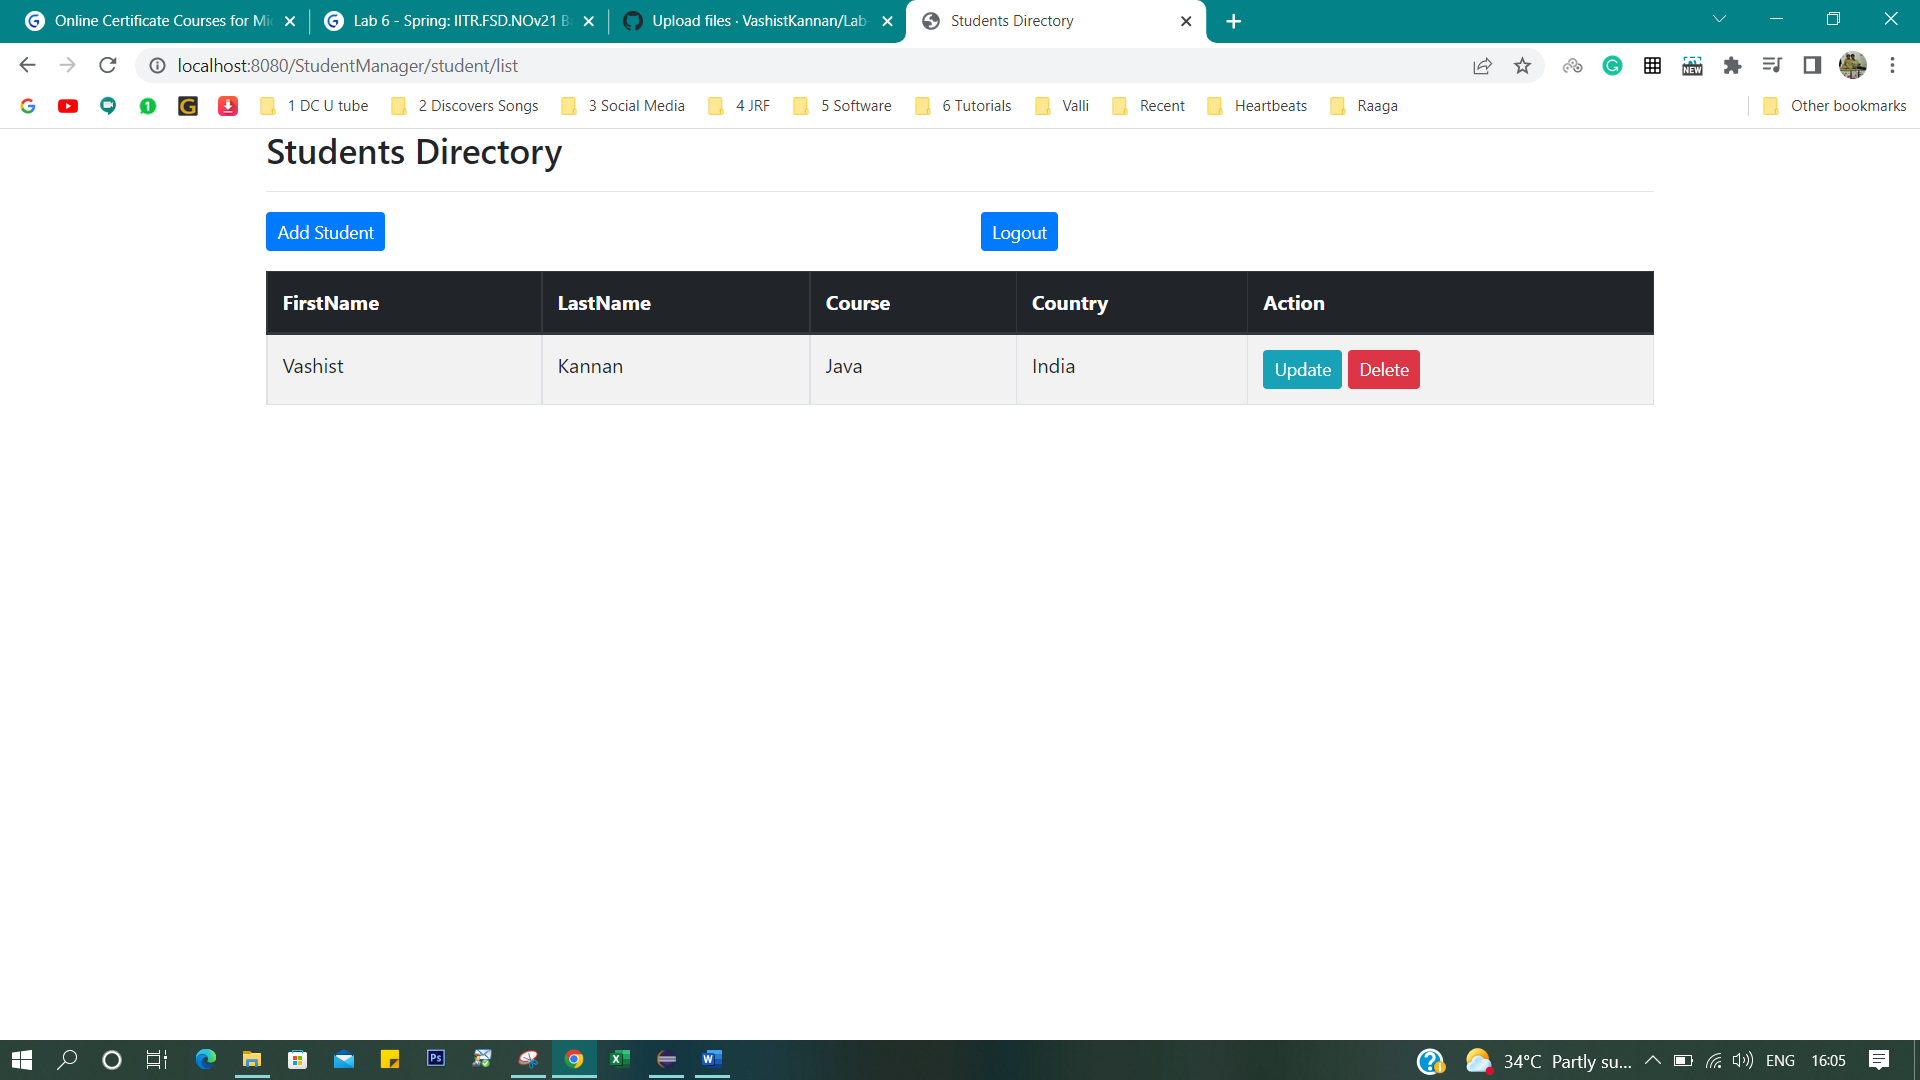 Online Certificate Courses for Mic
Lab 6 - Spring: IITR.FSD.NOv21 B
Upload files · VashistKannan/Lab-
Students Directory
localhost:8080/StudentManager/student/list
NEW
1 DC U tube
2 Discovers Songs
3 Social Media
4 JRF
5 Software
6 Tutorials
Valli
Recent
Heartbeats
Raaga
Other bookmarks
Students Directory
Add Student
Logout
FirstName LastName Course Country Action
Vashist Kannan Java India Update Delete
34°C Partly su... ENG 16:05